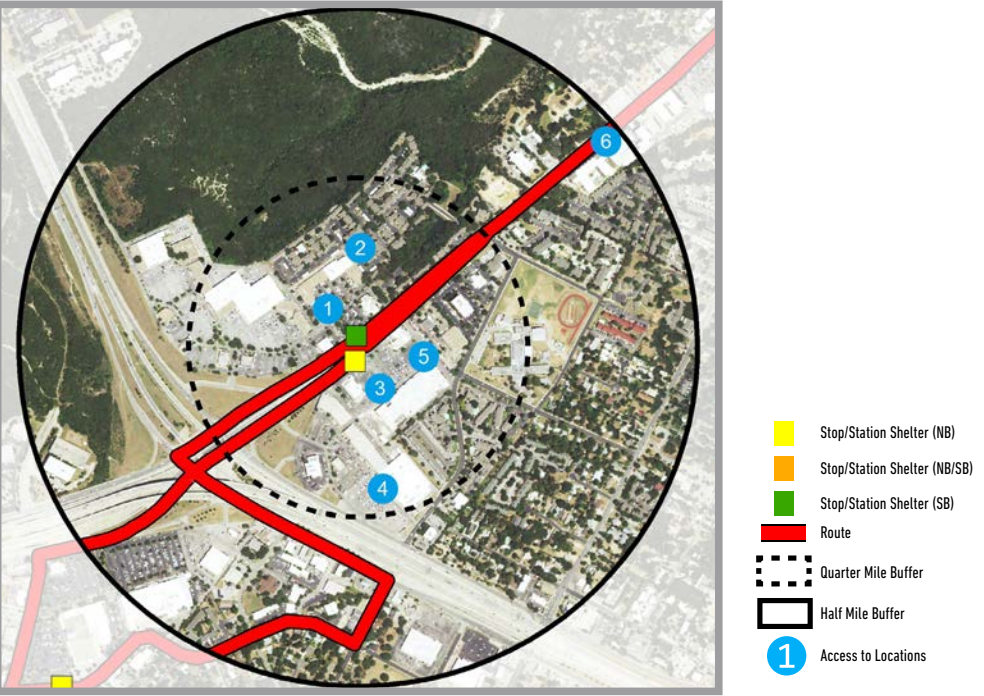 6
2
1
5
3
4
Stop/Station Shelter (NB)
Stop/Station Shelter (NB/SB)
Stop/Station Shelter (SB)
Route
Quarter Mile Buffer
Half Mile Buffer
1 Access to Locations